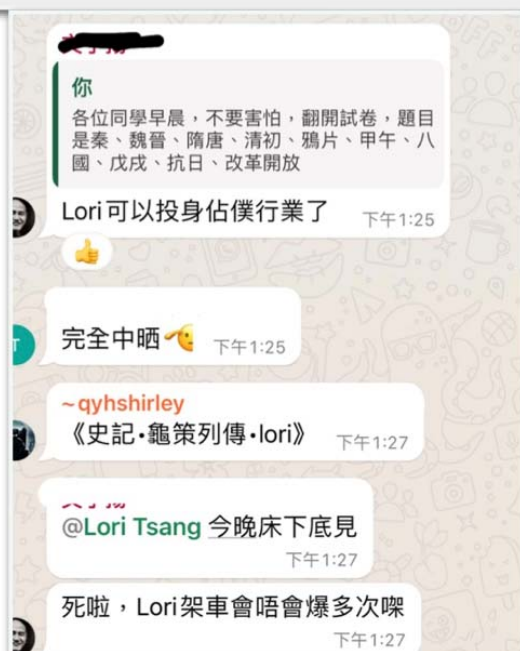 你
各位同學早晨，不要害怕，翻開試卷，題目
是秦、魏晉、隋唐、清初、鴉片、甲午、八
國、戊戌、抗日、改革開放
Lori可以投身佔僕行業了 下午1:25
完全中晒 下午1:25
~qyhshirley
《史記•龜策列傳•lori》 下午1:27
@Lori Tsang 今晚床下底見
下午1:27
死啦，Lori架車會唔會爆多次㗎
下午1:27